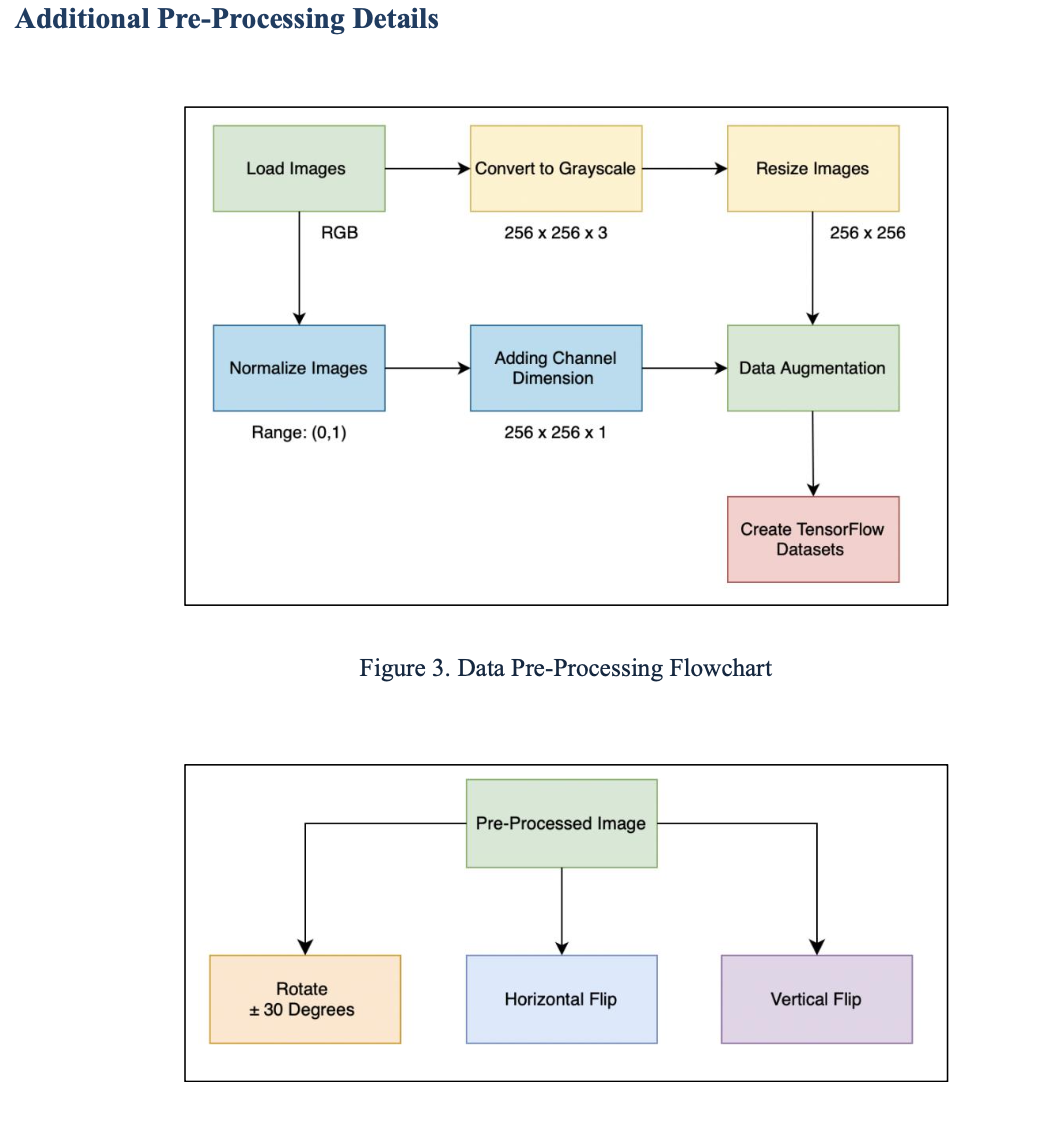 Additional Pre-Processing Details
Load Images
Convert to Grayscale
Resize Images
RGB
256 x 256 x 3
256 x 256
Normalize Images
Adding Channel
Dimension
Data Augmentation
Range: (0,1)
256 x 256 x 1
Create TensorFlow
Datasets
Figure 3. Data Pre-Processing Flowchart
Pre-Processed Image
Rotate
± 30 Degrees
Horizontal Flip
Vertical Flip